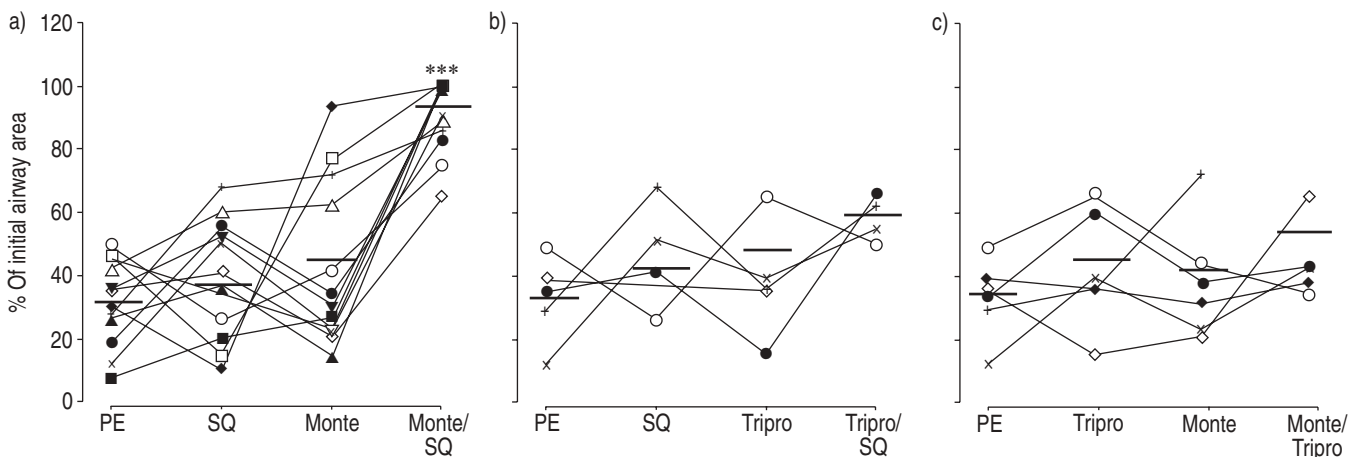 a)
120
100
80
60
40
20
0
% Of initial airway area
***
PE SQ Monte Monte/
SQ
b)
PE SQ Tripro Tripro/
SQ
c)
PE Tripro Monte Monte/
Tripro